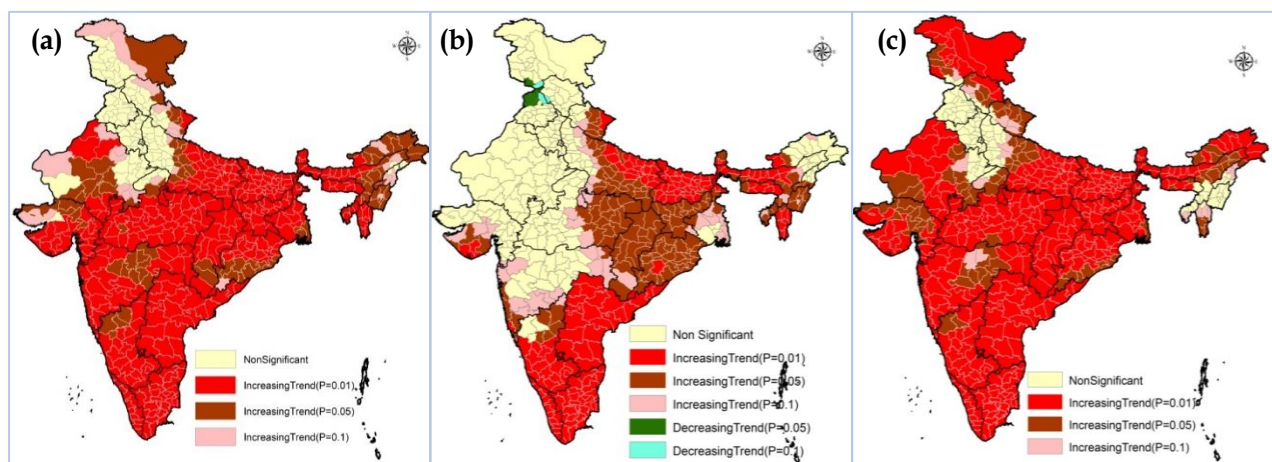 (a)
NonSignificant
IncreasingTrend(P=0.01)
IncreasingTrend(P=0.05)
IncreasingTrend(P=0.1)
(b)
Non Significant
IncreasingTrend(P=0.01)
IncreasingTrend(P=0.05)
IncreasingTrend(P=0.1)
DecreasingTrend(P=0.05)
DecreasingTrend(P=0.1)
(c)
NonSignificant
IncreasingTrend(P=0.01)
IncreasingTrend(P=0.05)
IncreasingTrend(P=0.1)